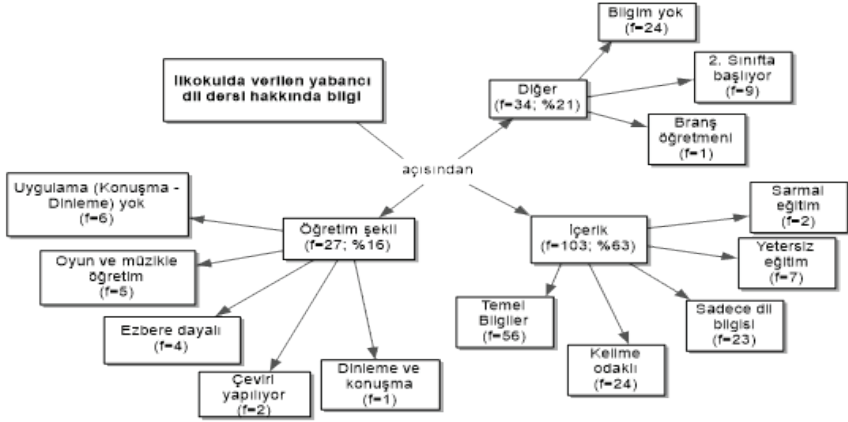 İlkokulda verilen yabancı
dil dersi hakkında bilgi
Bilgim yok
(f=24)
Diğer
(f=34; %21)
2. Sınıfta
başlıyor
(f=9)
Branş
öğretmeni
(f=1)
açısından
Uygulama (Konuşma -
Dinleme) yok
(f=6)
Öğretim şekli
(f=27; %16)
Oyun ve müzikle
öğretim
(f=5)
Ezbere dayalı
(f=4)
Çeviri
yapılıyor
(f=2)
Dinleme ve
konuşma
(f=1)
İçerik
(f=103; %63)
Sarmal
eğitim
(f=2)
Yetersiz
eğitim
(f=7)
Sadece dil
bilgisi
(f=23)
Kelime
odaklı
(f=24)
Temel
Bilgiler
(f=56)